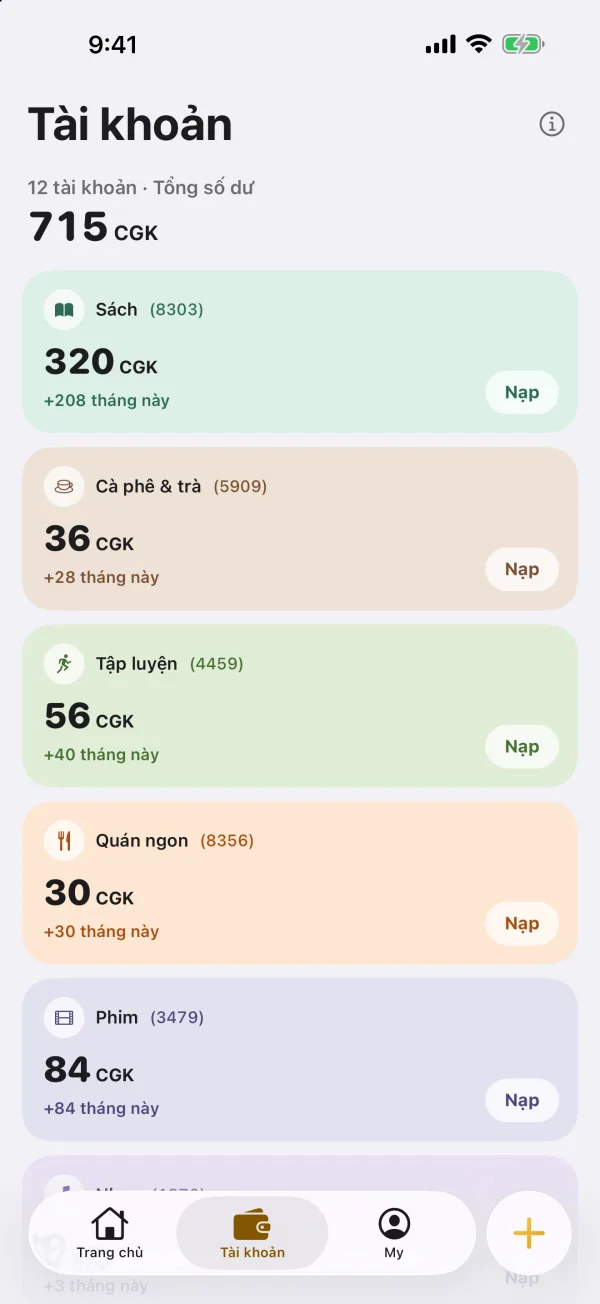 9:41
Tài khoản
12 tài khoản · Tổng số dư
715 CGK
Sách (8303)
320 CGK
+208 tháng này
Nạp
Cà phê & trà (5909)
36 CGK
+28 tháng này
Nạp
Tập luyện (4459)
56 CGK
+40 tháng này
Nạp
Quán ngon (8356)
30 CGK
+30 tháng này
Nạp
Phim (3479)
84 CGK
+84 tháng này
Nạp
Trang chủ
Tài khoản
My
+3 tháng này
Nạp